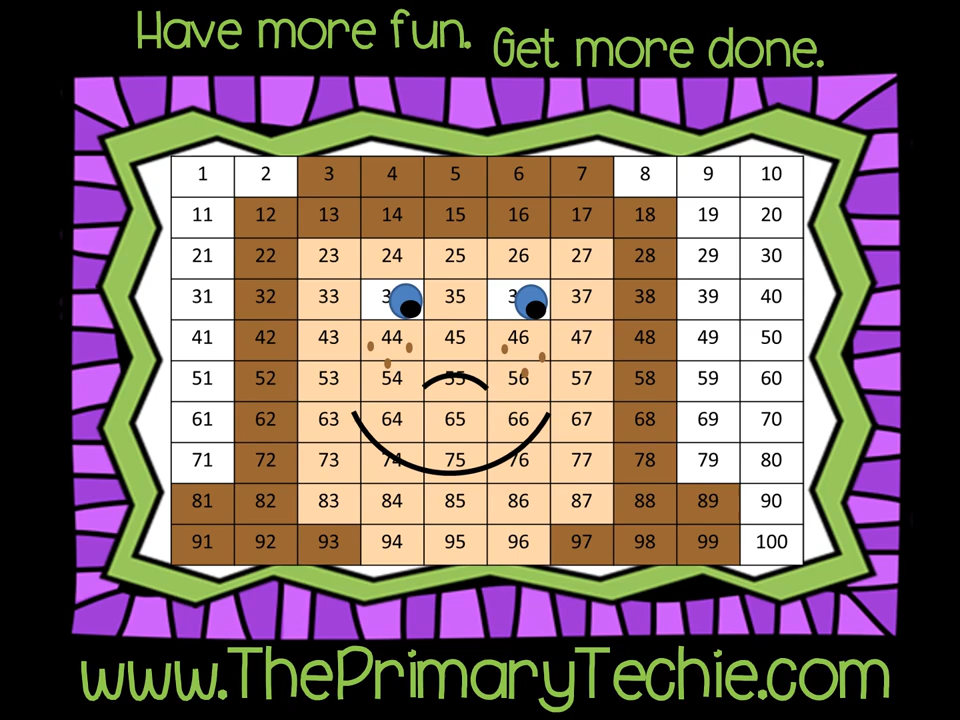 Have more fun. Get more done.
1 2 3 4 5 6 7 8 9 10
11 12 13 14 15 16 17 18 19 20
21 22 23 24 25 26 27 28 29 30
31 32 33 3 35 3 37 38 39 40
41 42 43 44 45 46 47 48 49 50
51 52 53 54 55 56 57 58 59 60
61 62 63 64 65 66 67 68 69 70
71 72 73 74 75 76 77 78 79 80
81 82 83 84 85 86 87 88 89 90
91 92 93 94 95 96 97 98 99 100
www.ThePrimaryTechie.com